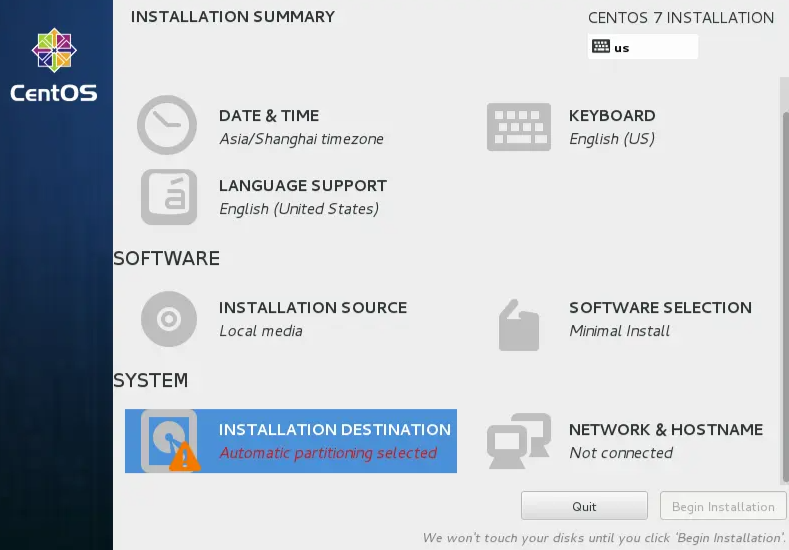 INSTALLATION SUMMARY
CENTOS 7 INSTALLATION
us
CentOS
DATE & TIME
Asia/Shanghai timezone
KEYBOARD
English (US)
LANGUAGE SUPPORT
English (United States)
SOFTWARE
INSTALLATION SOURCE
Local media
SOFTWARE SELECTION
Minimal Install
SYSTEM
INSTALLATION DESTINATION
Automatic partitioning selected
NETWORK & HOSTNAME
Not connected
Quit
Begin Installation
We won't touch your disks until you click 'Begin Installation'.